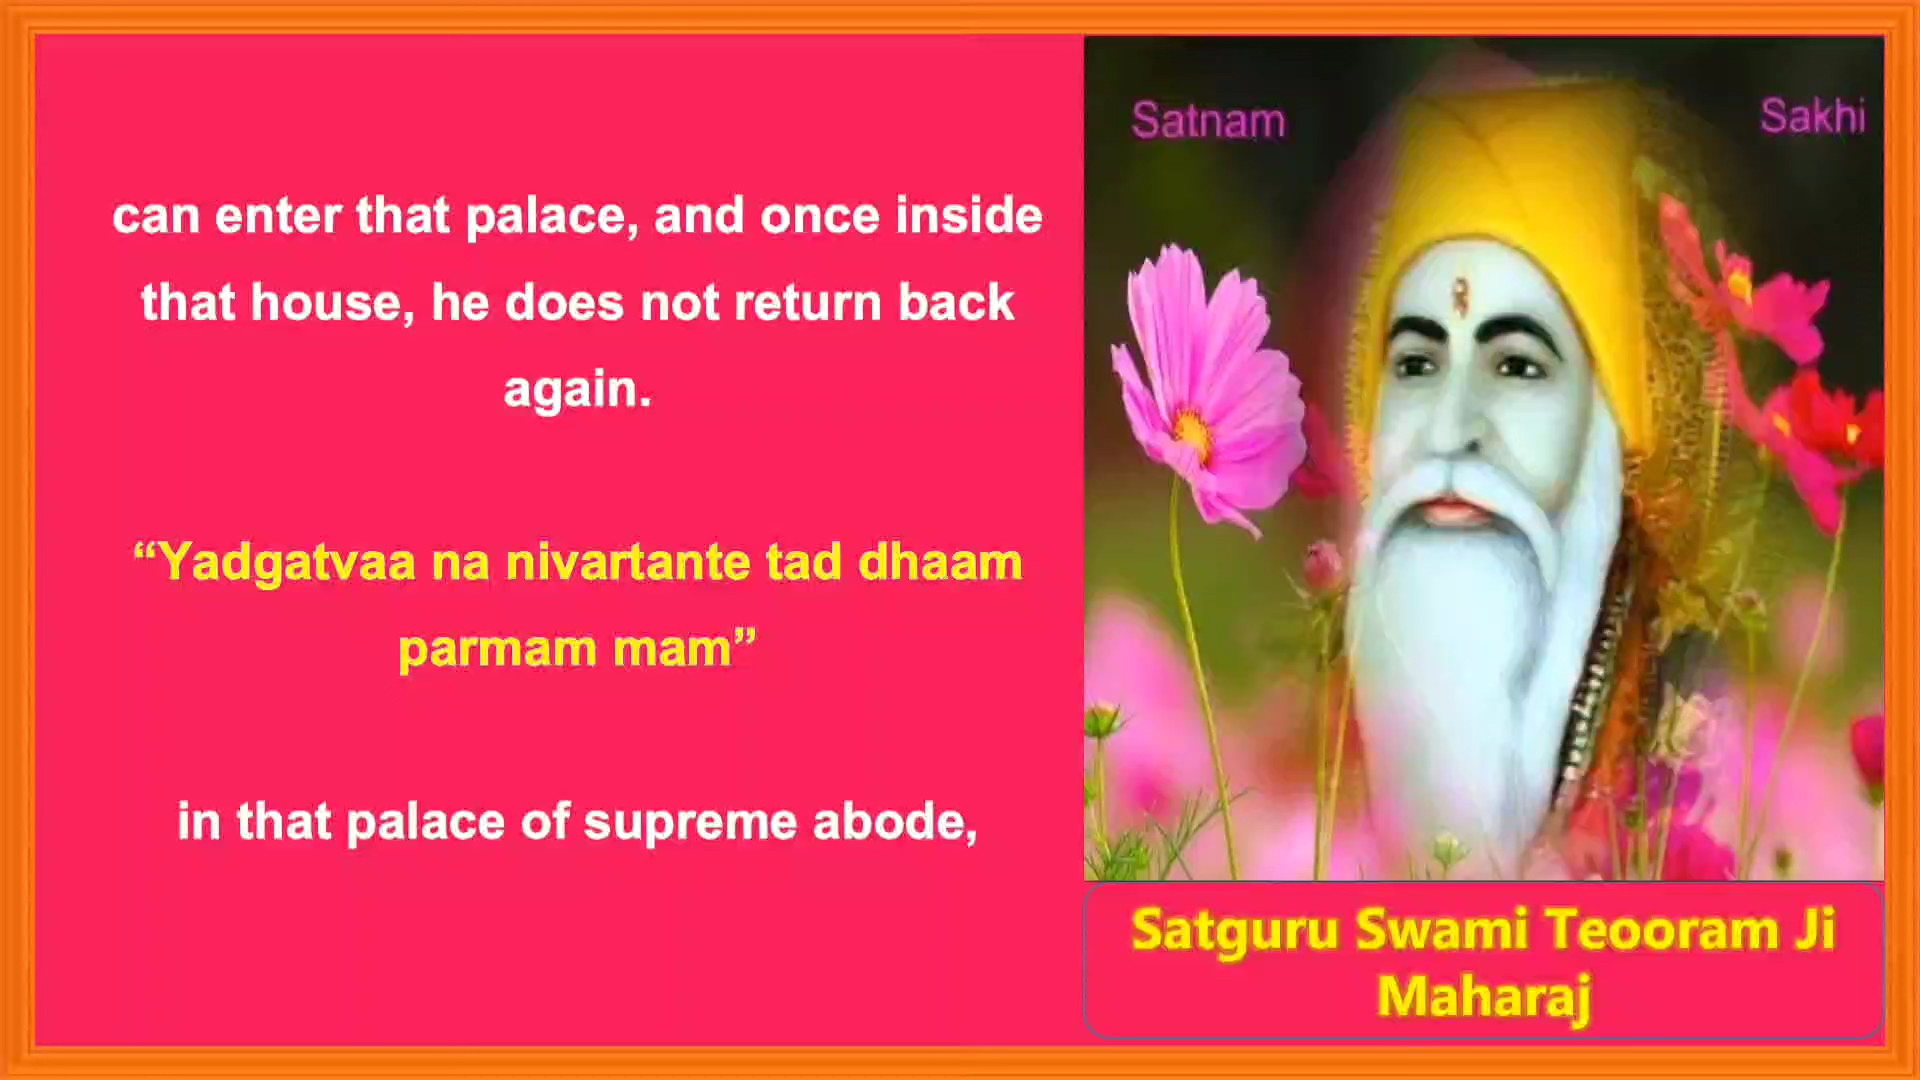 can enter that palace, and once inside
that house, he does not return back
again.
“Yadgatvaa na nivartante tad dhaam
parmam mam”
in that palace of supreme abode,
Satnam Sakhi
Satguru Swami Teooram Ji
Maharaj